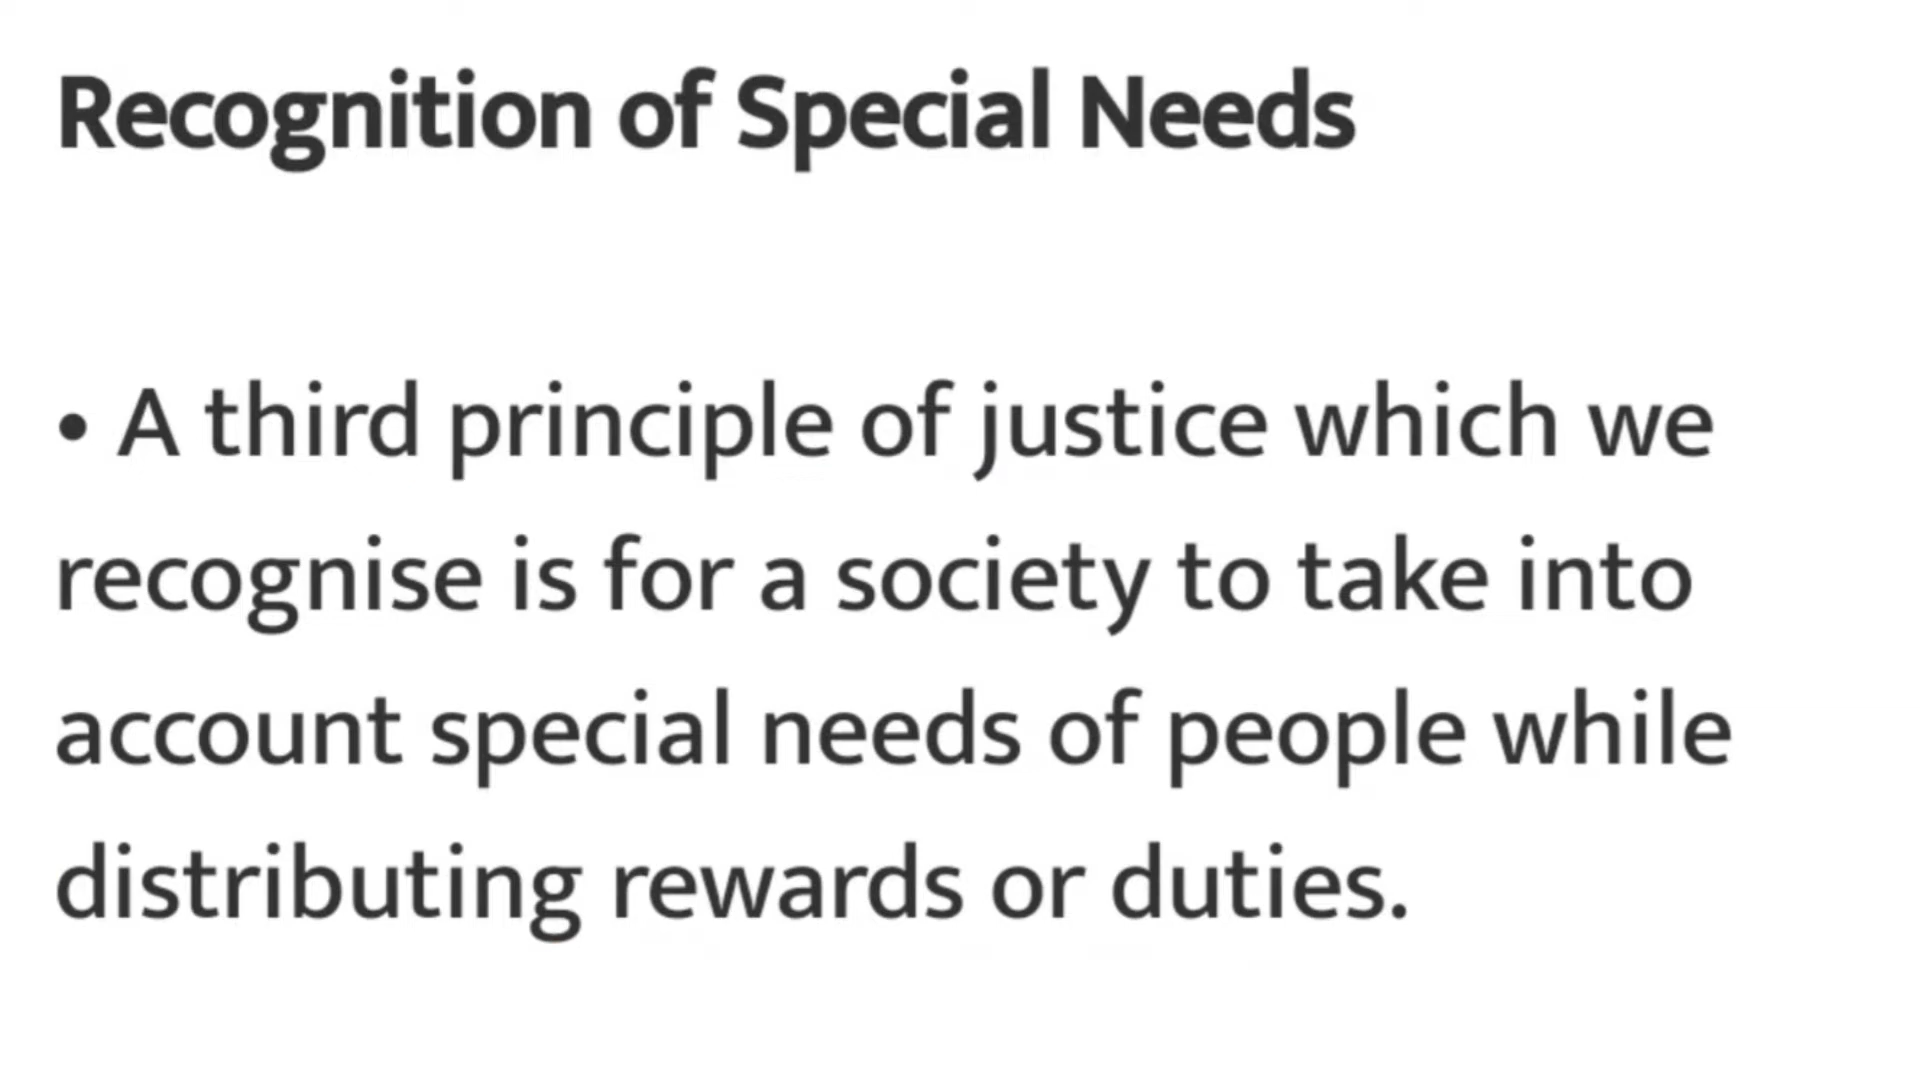 Recognition of Special Needs
• A third principle of justice which we
recognise is for a society to take into
account special needs of people while
distributing rewards or duties.